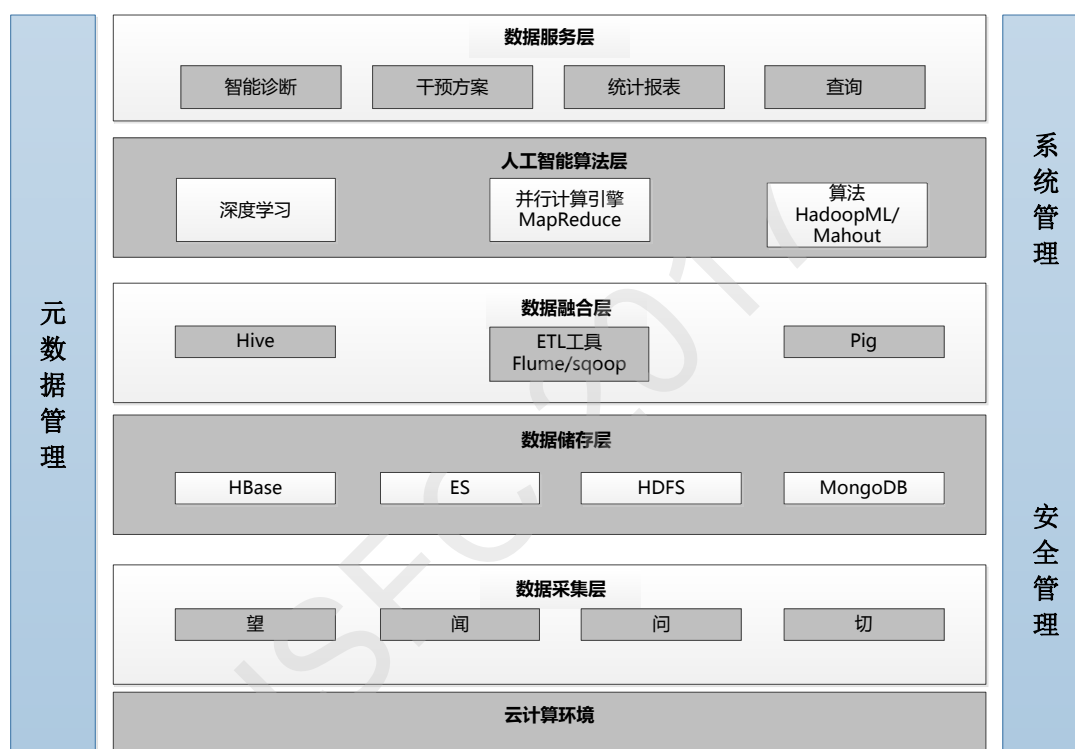 元数据管理
数据服务层
智能诊断
干预方案
统计报表
查询
人工智能算法层
深度学习
并行计算引擎
MapReduce
算法
HadoopML/
Mahout
数据融合层
Hive
ETL工具
Flume/sqoop
Pig
数据储存层
HBase
ES
HDFS
MongoDB
数据采集层
望
闻
问
切
云计算环境
系统管理
安全管理
NSFC 2017